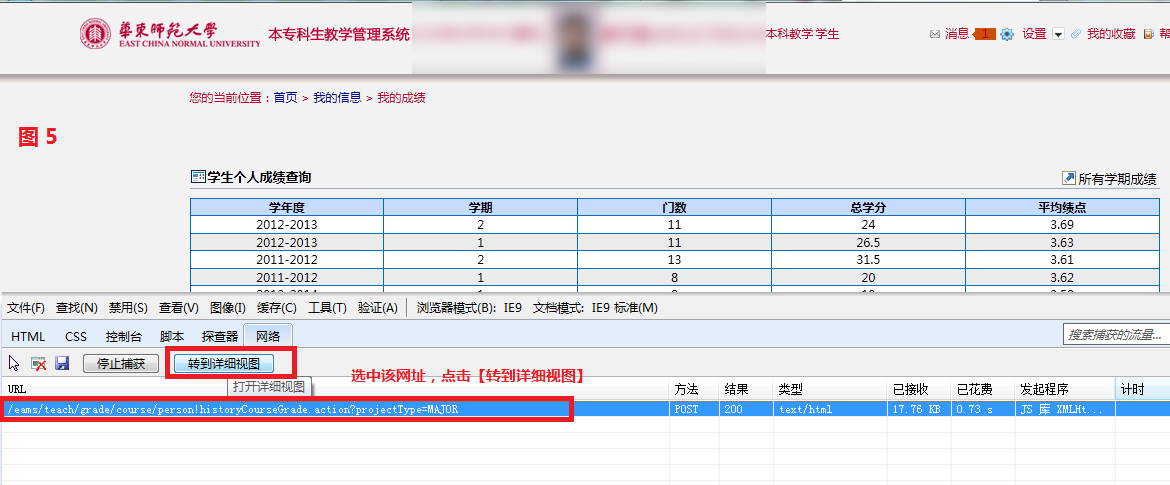 華東師範大學 本专科生教学管理系统 本科教学 学生 消息 1 设置 我的收藏 帮
EAST CHINA NORMAL UNIVERSITY
您的当前位置：首页 > 我的信息 > 我的成绩
图 5
学生个人成绩查询 所有学期成绩
学年度 学期 门数 总学分 平均绩点
2012-2013 2 11 24 3.69
2012-2013 1 11 26.5 3.63
2011-2012 2 13 31.5 3.61
2011-2012 1 8 20 3.62
文件(F) 查找(N) 禁用(S) 查看(V) 图像(I) 缓存(C) 工具(T) 验证(A) 浏览器模式(B): IE9 文档模式: IE9 标准(M)
HTML CSS 控制台 脚本 探查器 网络 搜索捕获的流量...
停止捕获 转到详细视图
选中该网址，点击【转到详细视图】
打开详细视图
URL 方法 结果 类型 已接收 已花费 发起程序 计时
/eams/teach/grade/course/person!historyCourseGrade.action?projectType=MAJOR POST 200 text/html 17.76 KB 0.73 s JS 库 XMLHt...